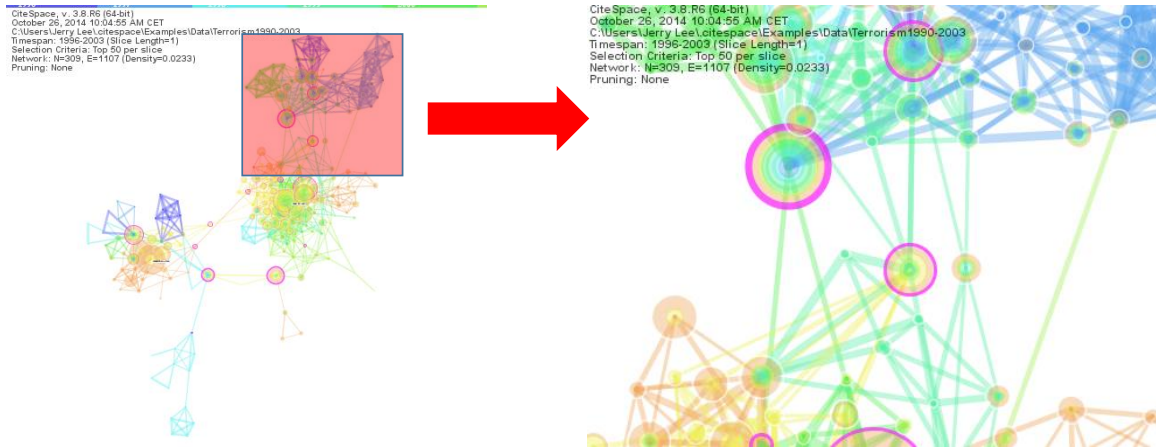 CiteSpace, v. 3.8.R6 (64-bit)
October 26, 2014 10:04:55 AM CET
C:\Users\Jerry Lee\.citespace\Examples\Data\Terrorism1990-2003
Timespan: 1996-2003 (Slice Length=1)
Selection Criteria: Top 50 per slice
Network: N=309, E=1107 (Density=0.0233)
Pruning: None
CiteSpace, v. 3.8.R6 (64-bit)
October 26, 2014 10:04:55 AM CET
C:\Users\Jerry Lee\.citespace\Examples\Data\Terrorism1990-2003
Timespan: 1996-2003 (Slice Length=1)
Selection Criteria: Top 50 per slice
Network: N=309, E=1107 (Density=0.0233)
Pruning: None